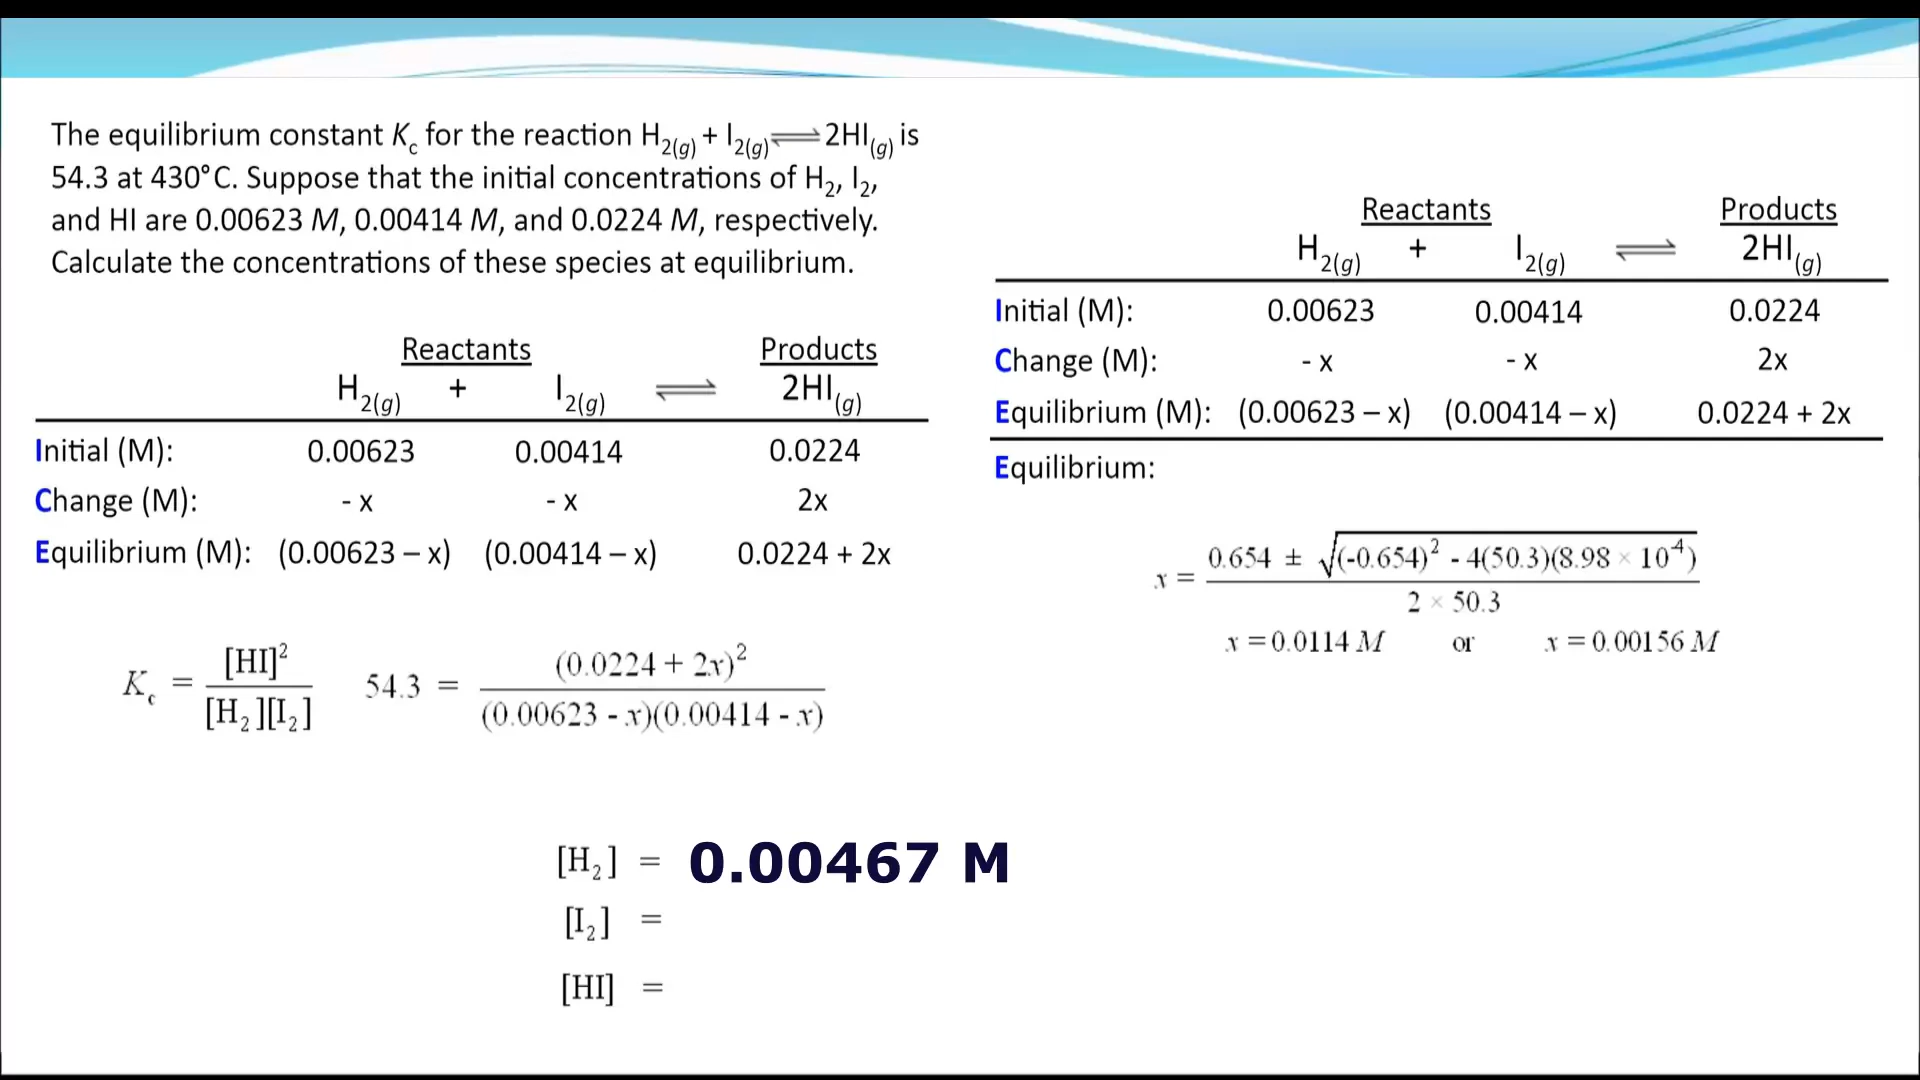 The equilibrium constant Kc for the reaction H2(g) + I2(g) ⇌ 2HI(g) is
54.3 at 430°C. Suppose that the initial concentrations of H2, I2,
and HI are 0.00623 M, 0.00414 M, and 0.0224 M, respectively.
Calculate the concentrations of these species at equilibrium.
Reactants Products
H2(g) + I2(g) ⇌ 2HI(g)
Initial (M): 0.00623 0.00414 0.0224
Change (M): - x - x 2x
Equilibrium (M): (0.00623 – x) (0.00414 – x) 0.0224 + 2x
Kc = [HI]² / [H2][I2] 54.3 = (0.0224 + 2x)² / (0.00623 - x)(0.00414 - x)
Reactants Products
H2(g) + I2(g) ⇌ 2HI(g)
Initial (M): 0.00623 0.00414 0.0224
Change (M): - x - x 2x
Equilibrium (M): (0.00623 – x) (0.00414 – x) 0.0224 + 2x
Equilibrium:
x = 0.654 ± √(-0.654)² - 4(50.3)(8.98 × 10⁻⁴) / 2 × 50.3
x = 0.0114 M or x = 0.00156 M
[H2] = 0.00467 M
[I2] =
[HI] =